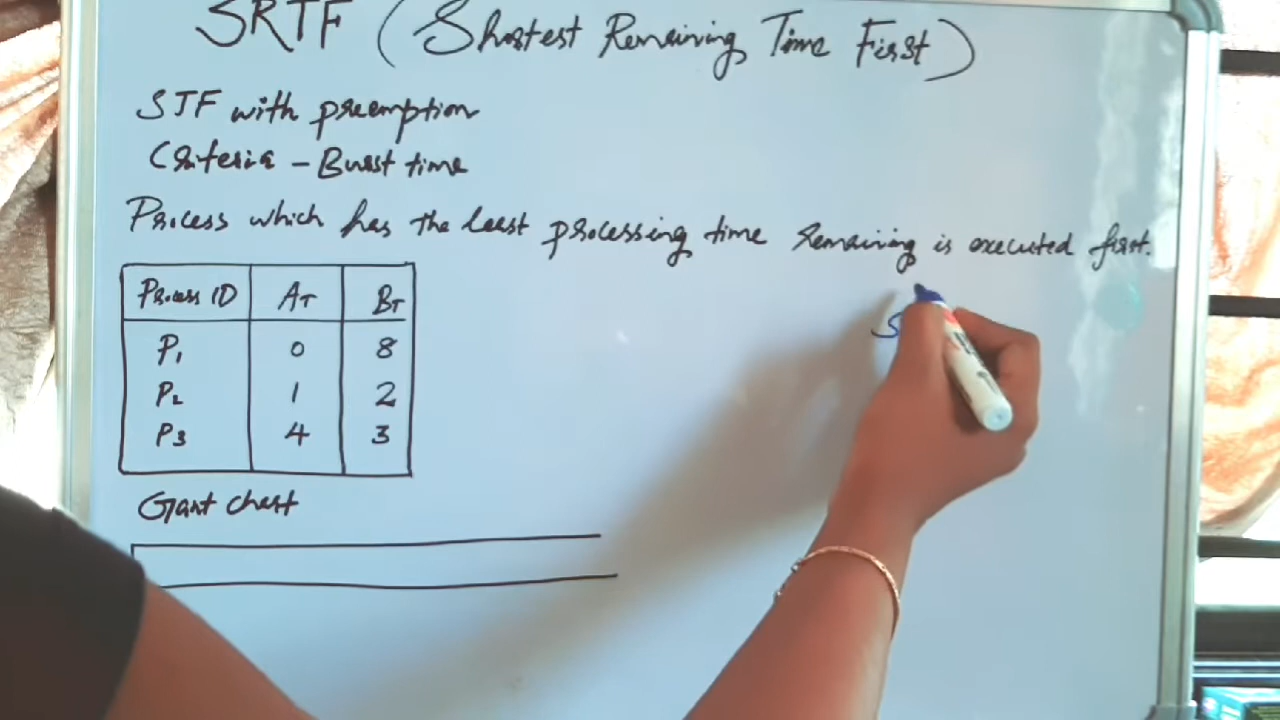 SRTF (Shortest Remaining Time First)
SJF with preemption
Criteria - Burst time
Process which has the least processing time remaining is executed first.
Process ID AT BT
P1 0 8
P2 1 2
P3 4 3
Gant chart
S